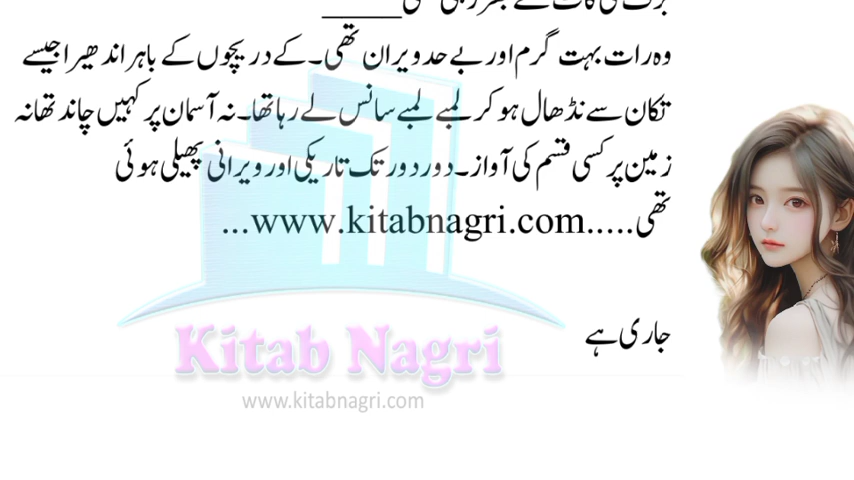 وہ رات بہت گرم اور بے حد ویران تھی۔ کے دریچوں کے باہر اندھیرا جیسے
تکان سے نڈھال ہو کر لمبے لمبے سانس لے رہا تھا۔ نہ آسمان پر کہیں چاند تھا نہ
زمین پر کسی قسم کی آواز۔ دور دور تک تاریکی اور ویرانی پھیلی ہوئی
تھی.....www.kitabnagri.com...
جاری ہے
Kitab Nagri
www.kitabnagri.com